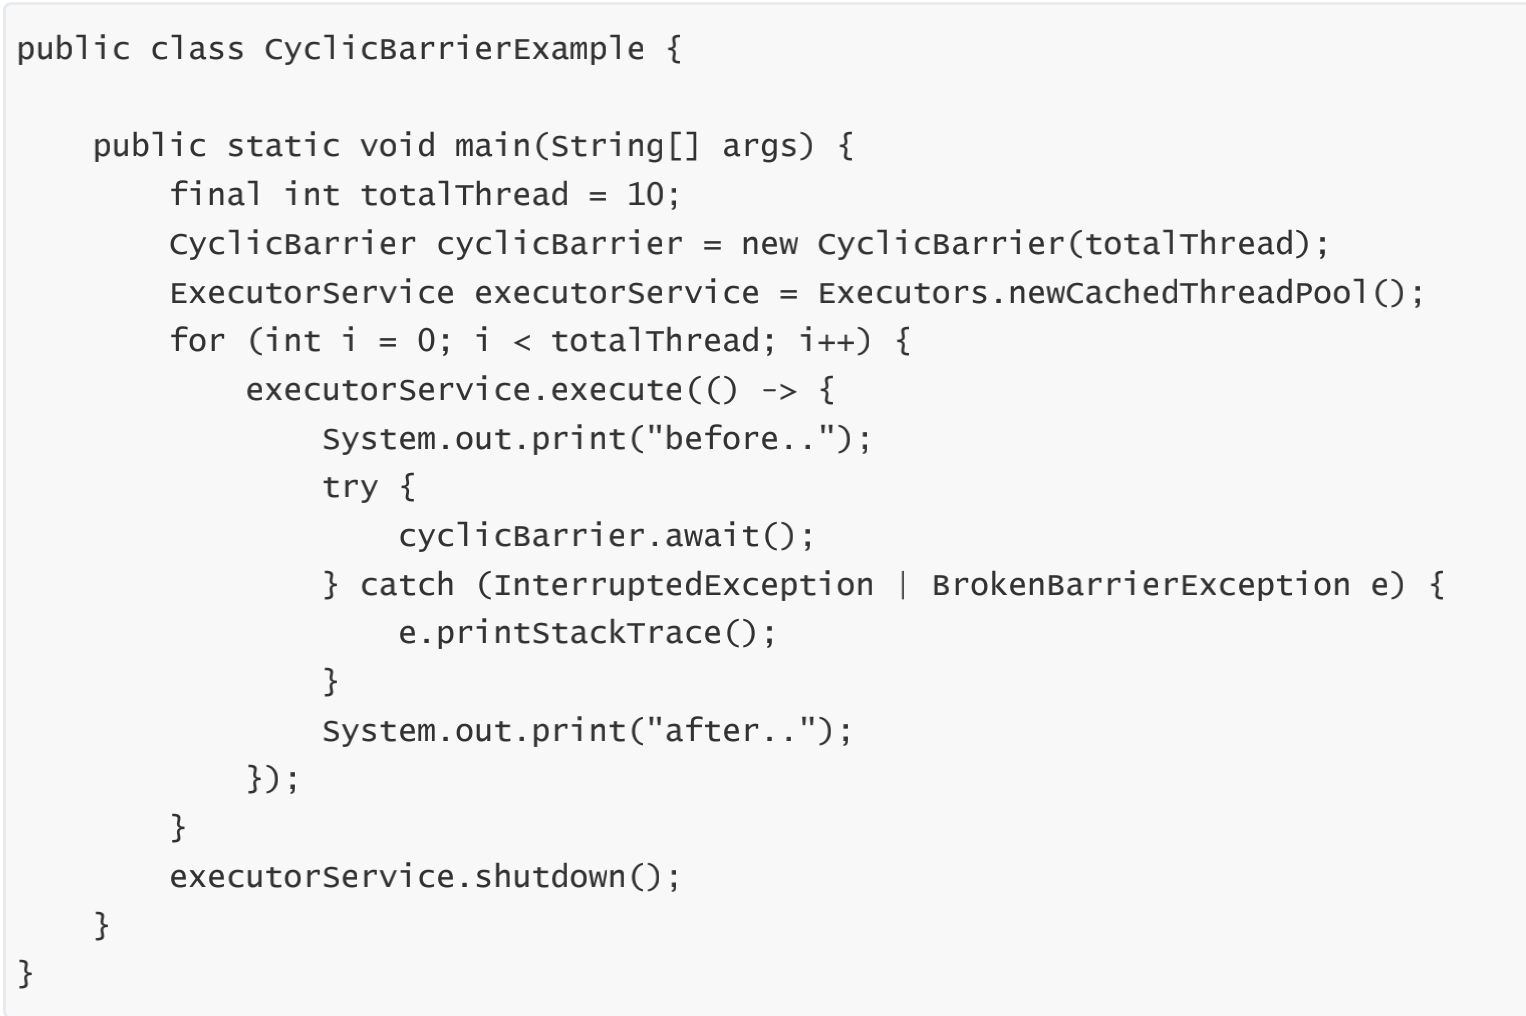 public class CyclicBarrierExample {

    public static void main(String[] args) {
        final int totalThread = 10;
        CyclicBarrier cyclicBarrier = new CyclicBarrier(totalThread);
        ExecutorService executorService = Executors.newCachedThreadPool();
        for (int i = 0; i < totalThread; i++) {
            executorService.execute(() -> {
                System.out.print("before..");
                try {
                    cyclicBarrier.await();
                } catch (InterruptedException | BrokenBarrierException e) {
                    e.printStackTrace();
                }
                System.out.print("after..");
            });
        }
        executorService.shutdown();
    }
}